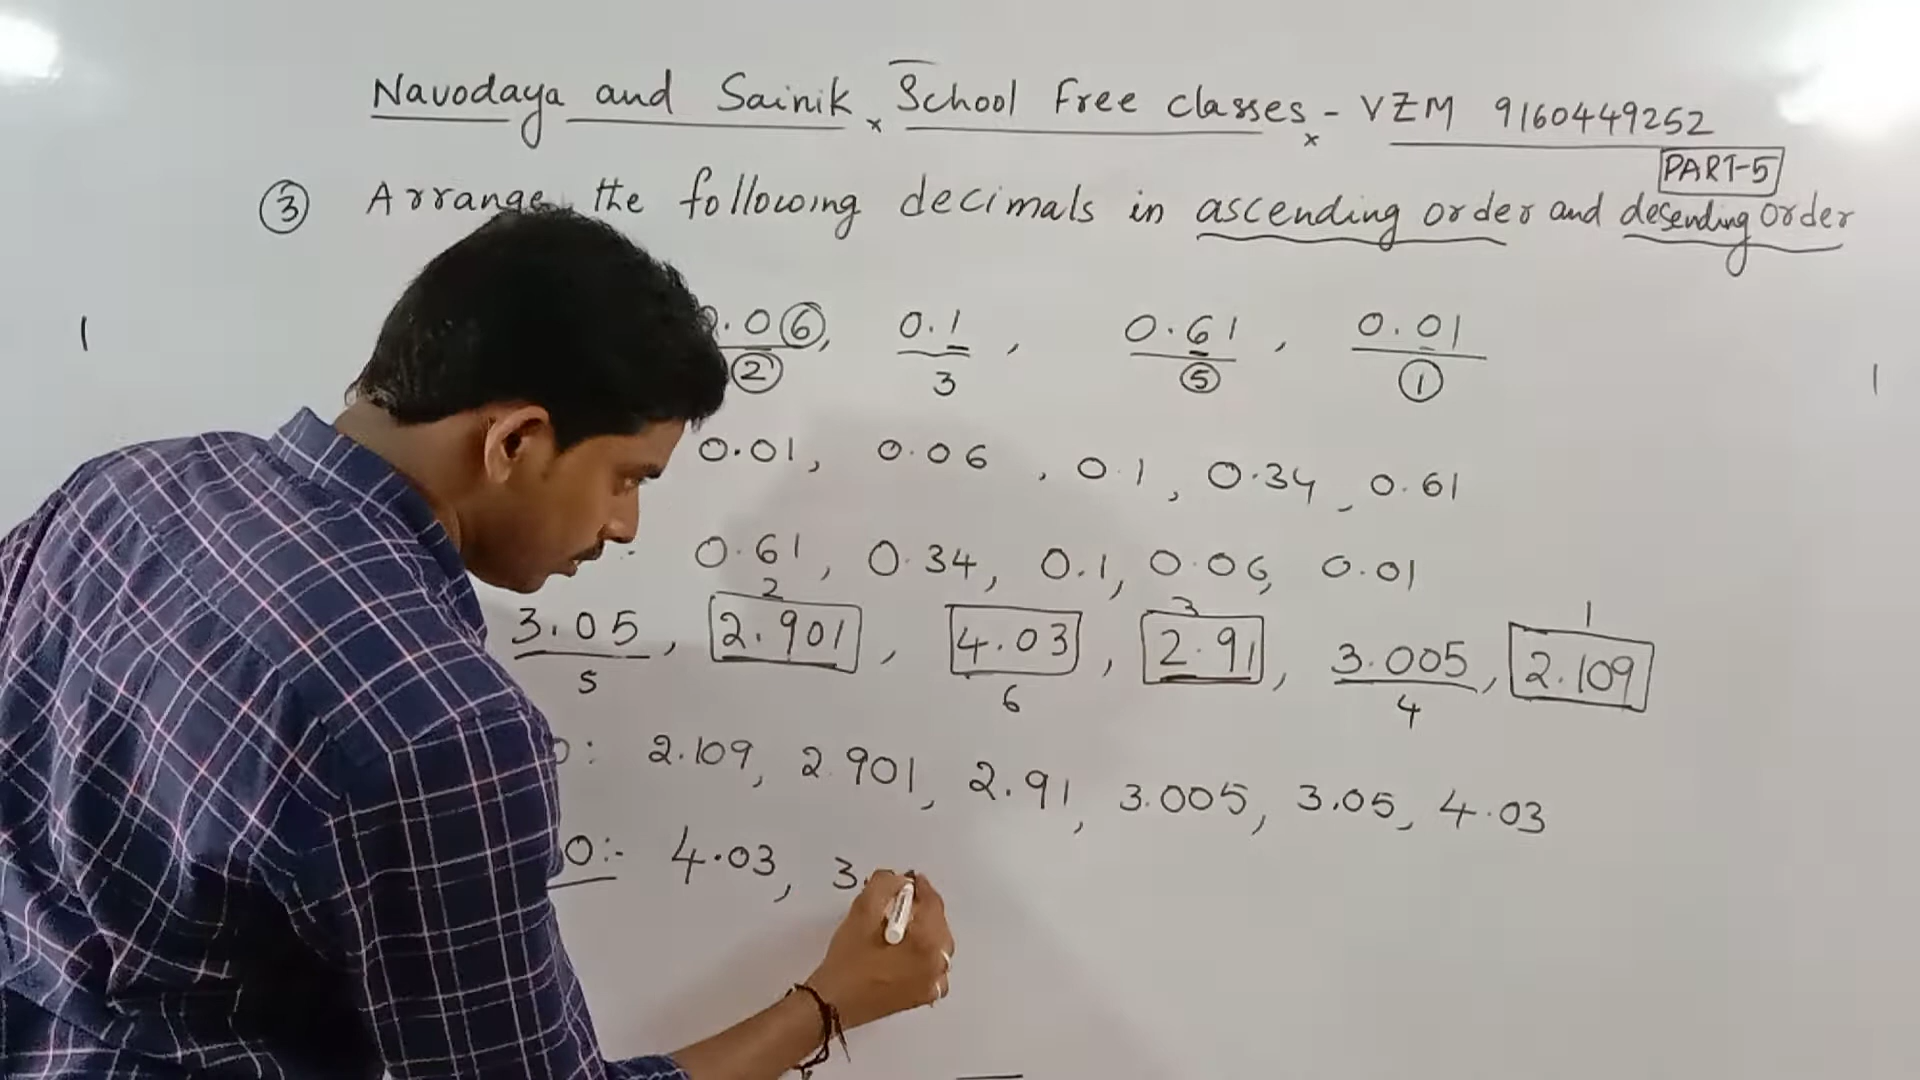 Navodaya and Sainik School Free classes - VZM 9160449252
PART-5
③ Arrange the following decimals in ascending order and desending order
.06, 0.1, 0.61, 0.01
② 3 ⑤ ①
0.01, 0.06, 0.1, 0.34, 0.61
0.61, 0.34, 0.1, 0.06, 0.01
2 3 1
3.05, 2.901, 4.03, 2.91, 3.005, 2.109
5 6 4
: 2.109, 2.901, 2.91, 3.005, 3.05, 4.03
O:- 4.03, 3.